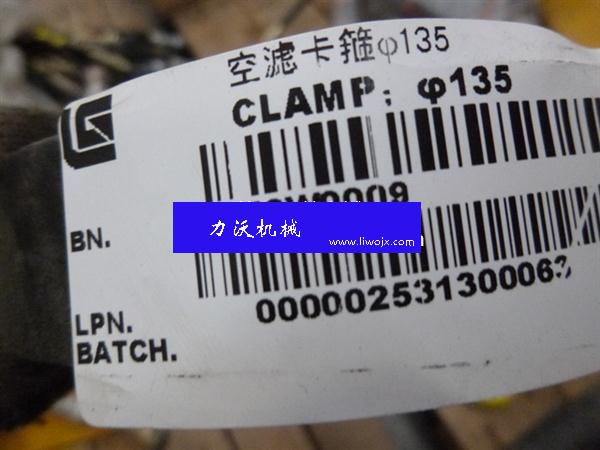 空滤卡箍φ135
CLAMP: φ135
BN.
力沃机械
www.liwojx.com
LPN.
0000025313000
BATCH.